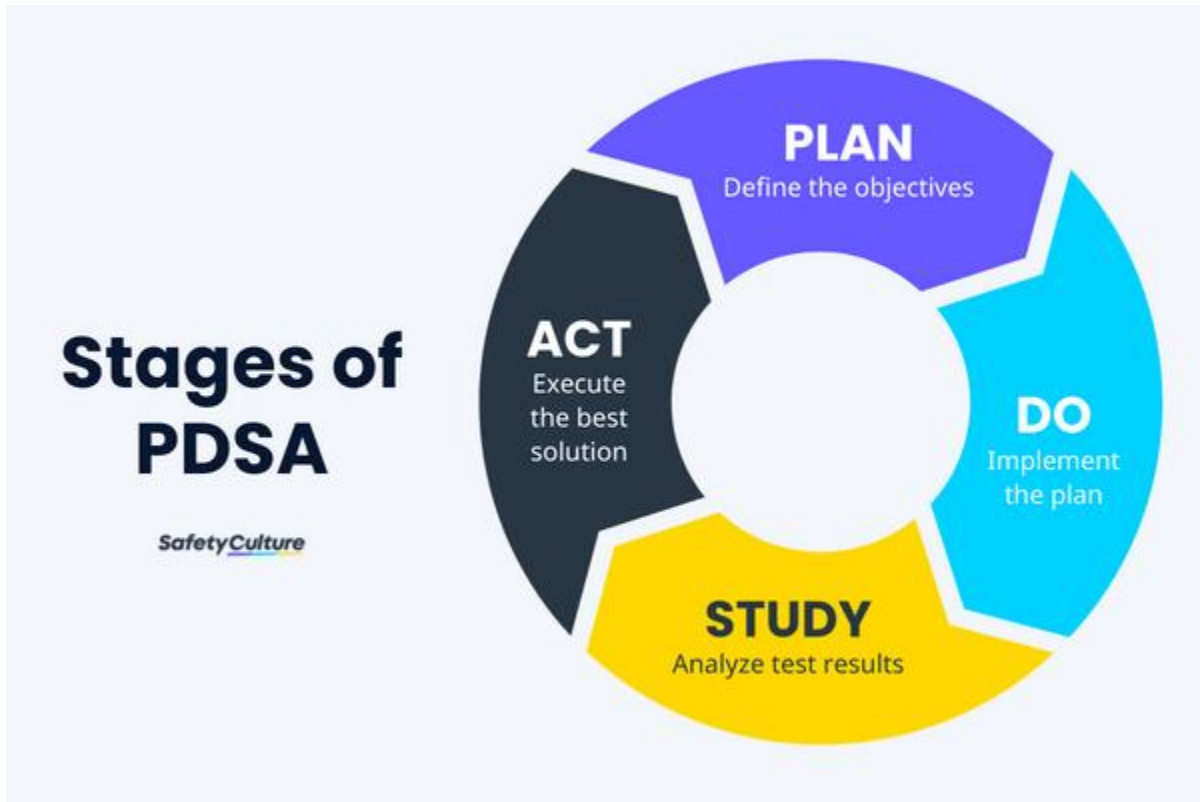 Stages of
PDSA
SafetyCulture
PLAN
Define the objectives
DO
Implement
the plan
STUDY
Analyze test results
ACT
Execute
the best
solution